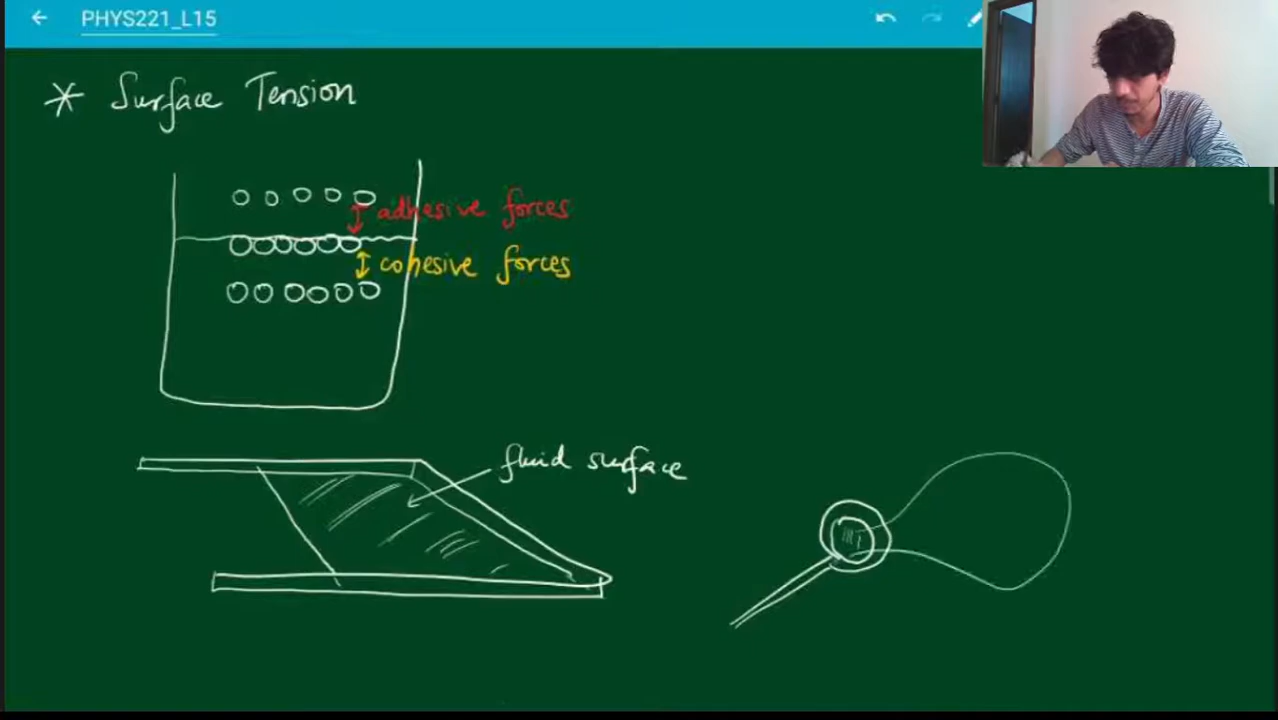 PHYS221_L15
* Surface Tension
adhesive forces
cohesive forces
fluid surface